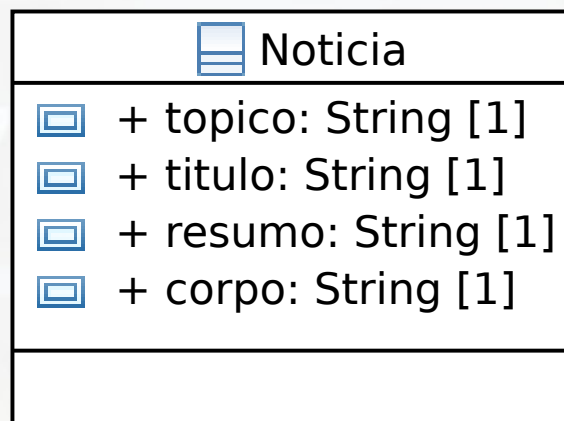 Noticia
+ topico: String [1]
+ titulo: String [1]
+ resumo: String [1]
+ corpo: String [1]